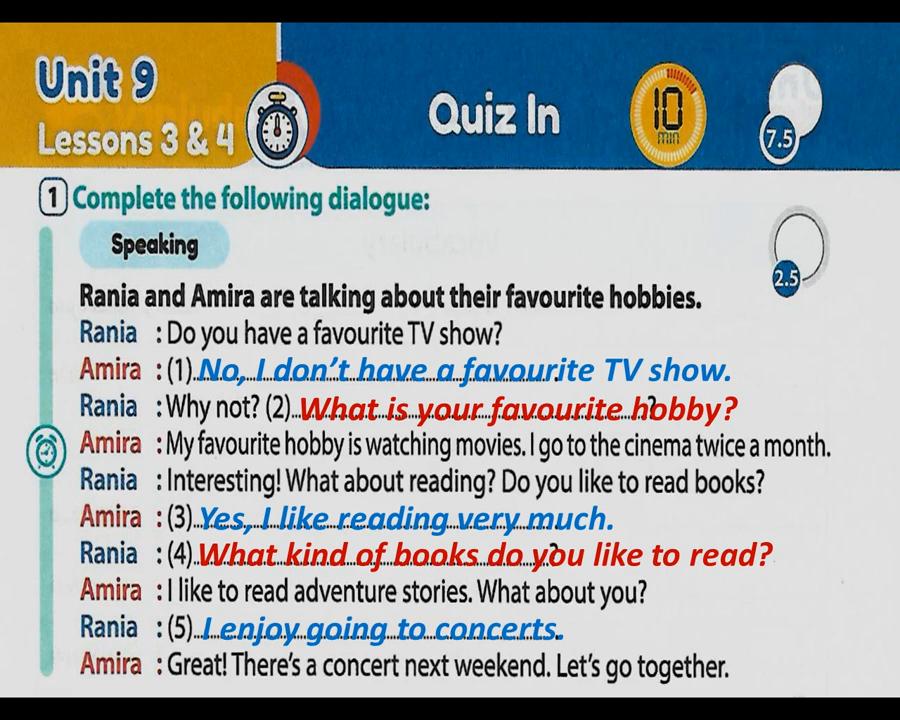 Unit 9
Lessons 3 & 4
Quiz In
10
min
7.5
1 Complete the following dialogue:
Speaking
2.5
Rania and Amira are talking about their favourite hobbies.
Rania : Do you have a favourite TV show?
Amira : (1) No, I don't have a favourite TV show.
Rania : Why not? (2) What is your favourite hobby?
Amira : My favourite hobby is watching movies. I go to the cinema twice a month.
Rania : Interesting! What about reading? Do you like to read books?
Amira : (3) Yes, I like reading very much.
Rania : (4) What kind of books do you like to read?
Amira : I like to read adventure stories. What about you?
Rania : (5) I enjoy going to concerts.
Amira : Great! There's a concert next weekend. Let's go together.